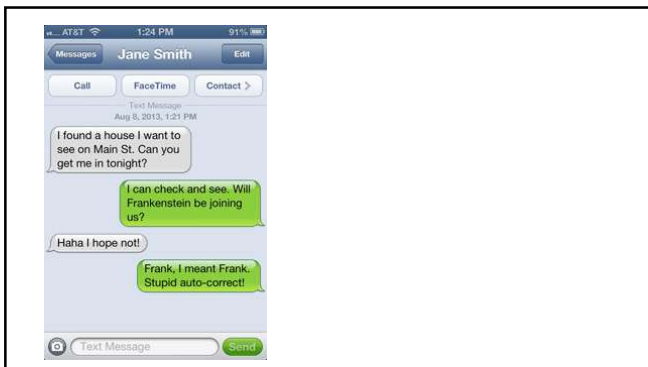 AT&T 1:24 PM 91%
Messages Jane Smith Edit
Call FaceTime Contact >
Text Message
Aug 8, 2013, 1:21 PM
I found a house I want to
see on Main St. Can you
get me in tonight?
I can check and see. Will
Frankenstein be joining
us?
Haha I hope not!
Frank, I meant Frank.
Stupid auto-correct!
Text Message Send